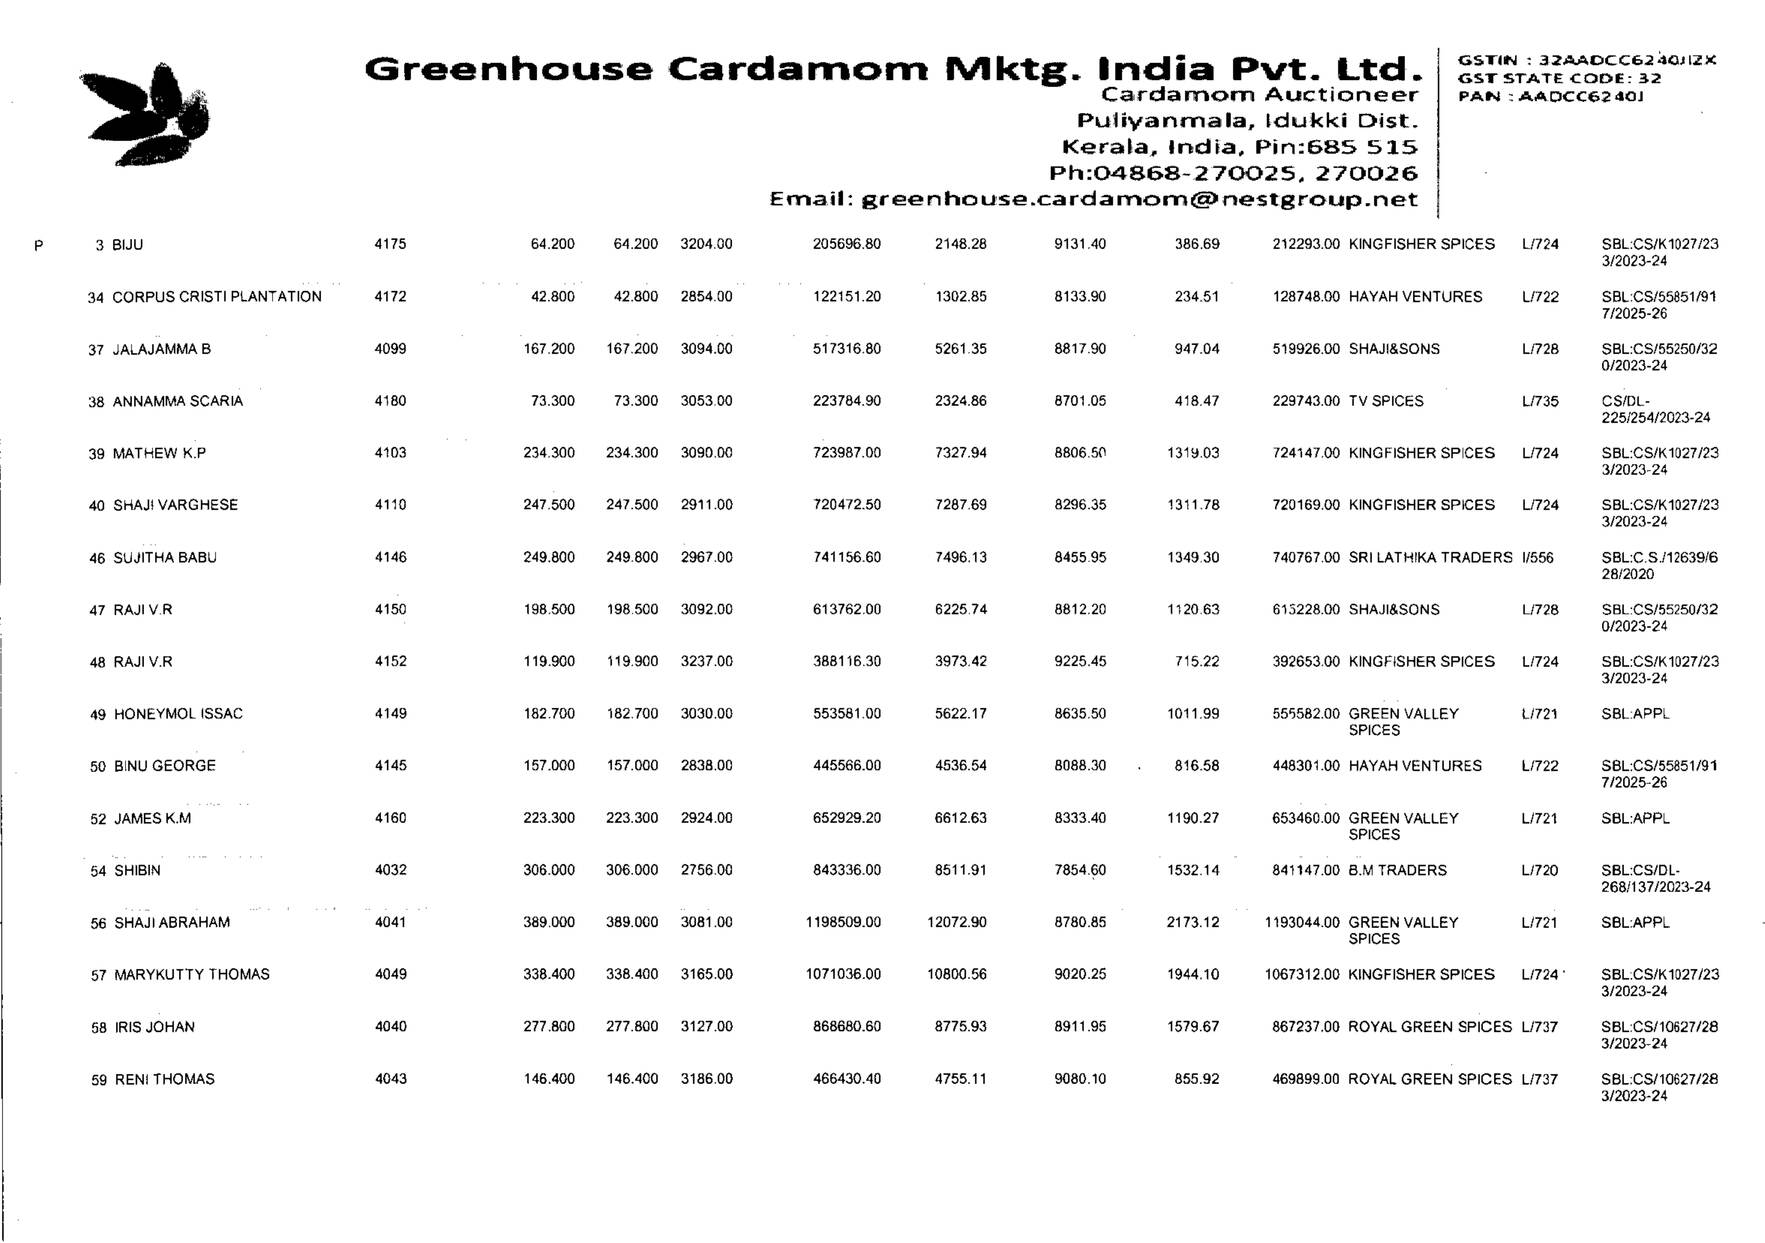 Greenhouse Cardamom Mktg. India Pvt. Ltd.
Cardamom Auctioneer
Puliyanmala, Idukki Dist.
Kerala, India, Pin:685 515
Ph:04868-270025, 270026
Email: greenhouse.cardamom@nestgroup.net
GSTIN : 32AADCC6240J1ZX
GST STATE CODE: 32
PAN : AADCC6240J
P 3 BIJU 4175 64.200 64.200 3204.00 205696.80 2148.28 9131.40 386.69 212293.00 KINGFISHER SPICES L/724 SBL:CS/K1027/23
3/2023-24
34 CORPUS CRISTI PLANTATION 4172 42.800 42.800 2854.00 122151.20 1302.85 8133.90 234.51 128748.00 HAYAH VENTURES L/722 SBL:CS/55851/91
7/2025-26
37 JALAJAMMA B 4099 167.200 167.200 3094.00 517316.80 5261.35 8817.90 947.04 519926.00 SHAJI&SONS L/728 SBL:CS/55250/32
0/2023-24
38 ANNAMMA SCARIA 4180 73.300 73.300 3053.00 223784.90 2324.86 8701.05 418.47 229743.00 TV SPICES L/735 CS/DL-
225/254/2023-24
39 MATHEW K.P 4103 234.300 234.300 3090.00 723987.00 7327.94 8806.50 1319.03 724147.00 KINGFISHER SPICES L/724 SBL:CS/K1027/23
3/2023-24
40 SHAJI VARGHESE 4110 247.500 247.500 2911.00 720472.50 7287.69 8296.35 1311.78 720169.00 KINGFISHER SPICES L/724 SBL:CS/K1027/23
3/2023-24
46 SUJITHA BABU 4146 249.800 249.800 2967.00 741156.60 7496.13 8455.95 1349.30 740767.00 SRI LATHIKA TRADERS I/556 SBL:C.S./12639/6
28/2020
47 RAJI V.R 4150 198.500 198.500 3092.00 613762.00 6225.74 8812.20 1120.63 615228.00 SHAJI&SONS L/728 SBL:CS/55250/32
0/2023-24
48 RAJI V.R 4152 119.900 119.900 3237.00 388116.30 3973.42 9225.45 715.22 392653.00 KINGFISHER SPICES L/724 SBL:CS/K1027/23
3/2023-24
49 HONEYMOL ISSAC 4149 182.700 182.700 3030.00 553581.00 5622.17 8635.50 1011.99 555582.00 GREEN VALLEY L/721 SBL:APPL
SPICES
50 BINU GEORGE 4145 157.000 157.000 2838.00 445566.00 4536.54 8088.30 816.58 448301.00 HAYAH VENTURES L/722 SBL:CS/55851/91
7/2025-26
52 JAMES K.M 4160 223.300 223.300 2924.00 652929.20 6612.63 8333.40 1190.27 653460.00 GREEN VALLEY L/721 SBL:APPL
SPICES
54 SHIBIN 4032 306.000 306.000 2756.00 843336.00 8511.91 7854.60 1532.14 841147.00 B.M TRADERS L/720 SBL:CS/DL-
268/137/2023-24
56 SHAJI ABRAHAM 4041 389.000 389.000 3081.00 1198509.00 12072.90 8780.85 2173.12 1193044.00 GREEN VALLEY L/721 SBL:APPL
SPICES
57 MARYKUTTY THOMAS 4049 338.400 338.400 3165.00 1071036.00 10800.56 9020.25 1944.10 1067312.00 KINGFISHER SPICES L/724 SBL:CS/K1027/23
3/2023-24
58 IRIS JOHAN 4040 277.800 277.800 3127.00 868680.60 8775.93 8911.95 1579.67 867237.00 ROYAL GREEN SPICES L/737 SBL:CS/10627/28
3/2023-24
59 RENI THOMAS 4043 146.400 146.400 3186.00 466430.40 4755.11 9080.10 855.92 469899.00 ROYAL GREEN SPICES L/737 SBL:CS/10627/28
3/2023-24